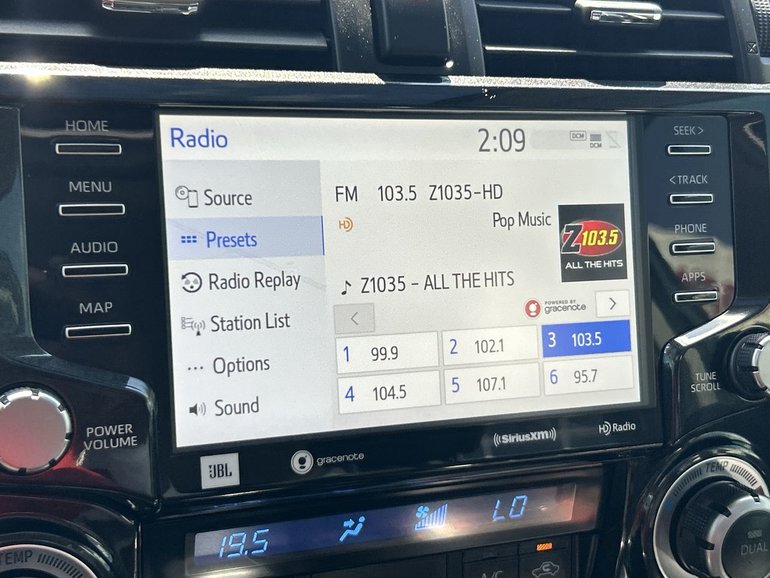 HOME
MENU
AUDIO
MAP
POWER
VOLUME
Radio
2:09
DCM
DCM
Source
Presets
Radio Replay
Station List
Options
Sound
FM 103.5 Z1035-HD
HD
Pop Music
Z103.5
ALL THE HITS
Z1035 - ALL THE HITS
POWERED BY
gracenote
<
>
1 99.9
2 102.1
3 103.5
4 104.5
5 107.1
6 95.7
SEEK >
< TRACK
PHONE
APPS
TUNE
SCROLL
JBL
gracenote
((SiriusXM))
HD Radio
19.5
LO
TEMP
TEMP
A/C
DUAL